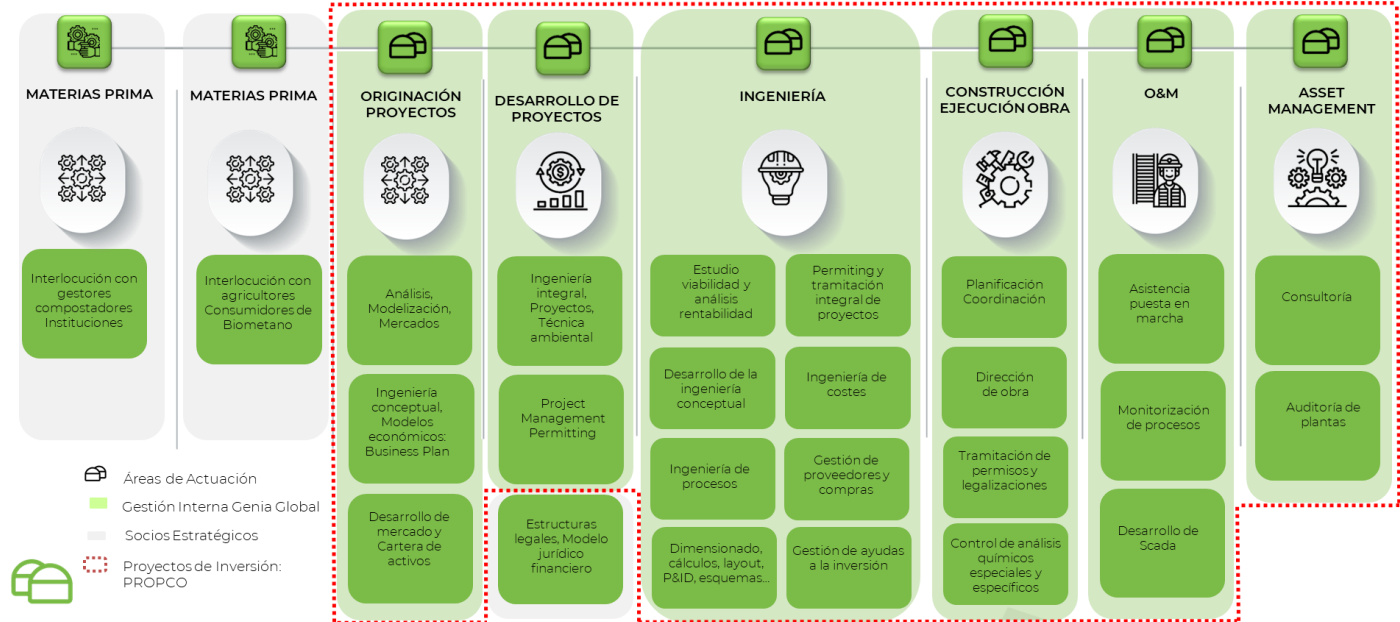 MATERIAS PRIMA
Interlocución con
gestores
compostadores
Instituciones
MATERIAS PRIMA
Interlocución con
agricultores
Consumidores de
Biometano
ORIGINACIÓN
PROYECTOS
Análisis,
Modelización,
Mercados
Ingeniería
conceptual,
Modelos
económicos:
Business Plan
Desarrollo de
mercado y
Cartera de
activos
DESARROLLO DE
PROYECTOS
Ingeniería
integral,
Proyectos,
Técnica
ambiental
Project
Management
Permitting
Estructuras
legales, Modelo
jurídico
financiero
INGENIERÍA
Estudio
viabilidad y
análisis
rentabilidad
Permiting y
tramitación
integral de
proyectos
Desarrollo de la
ingeniería
conceptual
Ingeniería de
costes
Ingeniería de
procesos
Gestión de
proveedores y
compras
Dimensionado,
cálculos, layout,
P&ID, esquemas...
Gestión de ayudas
a la inversión
CONSTRUCCIÓN
EJECUCIÓN OBRA
Planificación
Coordinación
Dirección
de obra
Tramitación de
permisos y
legalizaciones
Control de análisis
químicos
especiales y
específicos
O&M
Asistencia
puesta en
marcha
Monitorización
de procesos
Desarrollo de
Scada
ASSET
MANAGEMENT
Consultoría
Auditoría de
plantas
Áreas de Actuación
Gestión Interna Genia Global
Socios Estratégicos
Proyectos de Inversión:
PROPCO